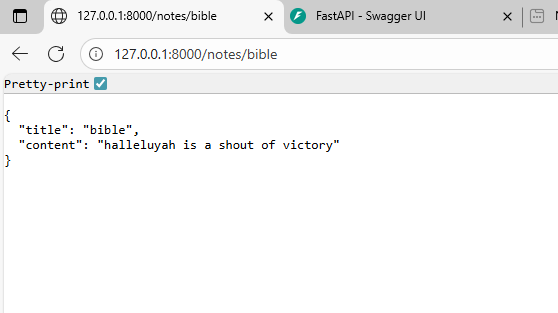 127.0.0.1:8000/notes/bible
FastAPI - Swagger UI
127.0.0.1:8000/notes/bible
Pretty-print
{
"title": "bible",
"content": "halleluyah is a shout of victory"
}